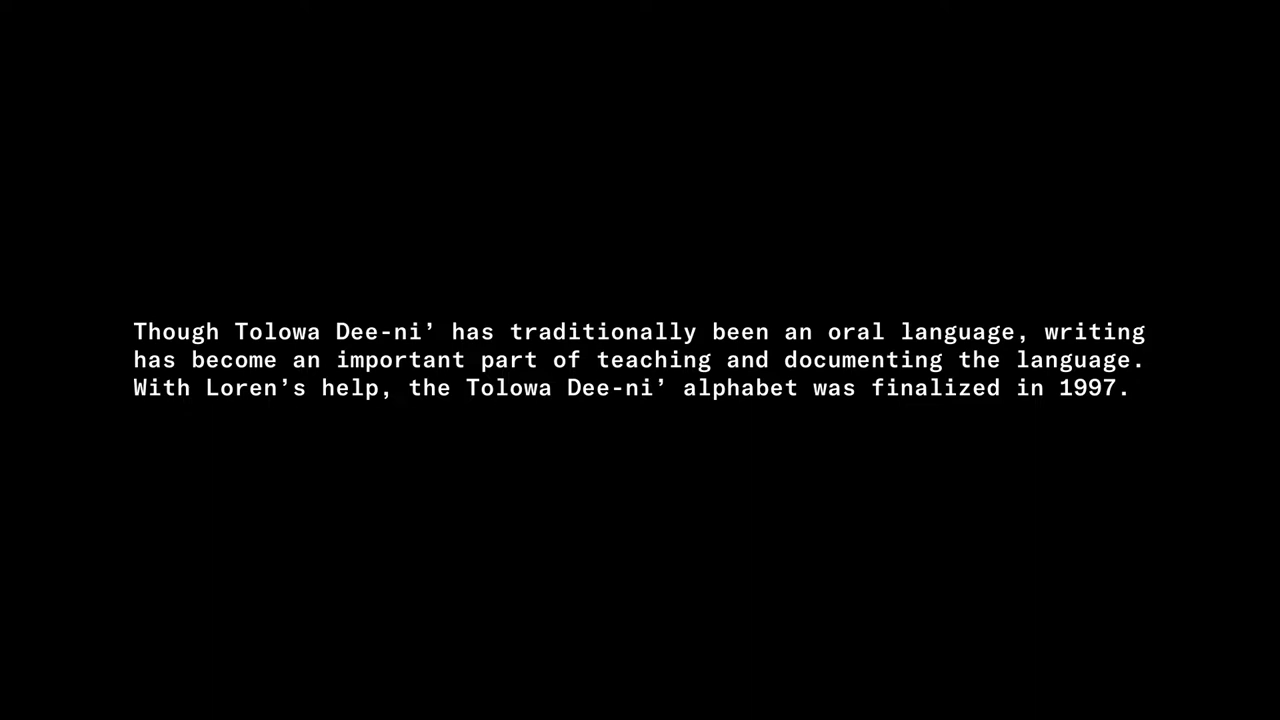 Though Tolowa Dee-ni’ has traditionally been an oral language, writing
has become an important part of teaching and documenting the language.
With Loren’s help, the Tolowa Dee-ni’ alphabet was finalized in 1997.